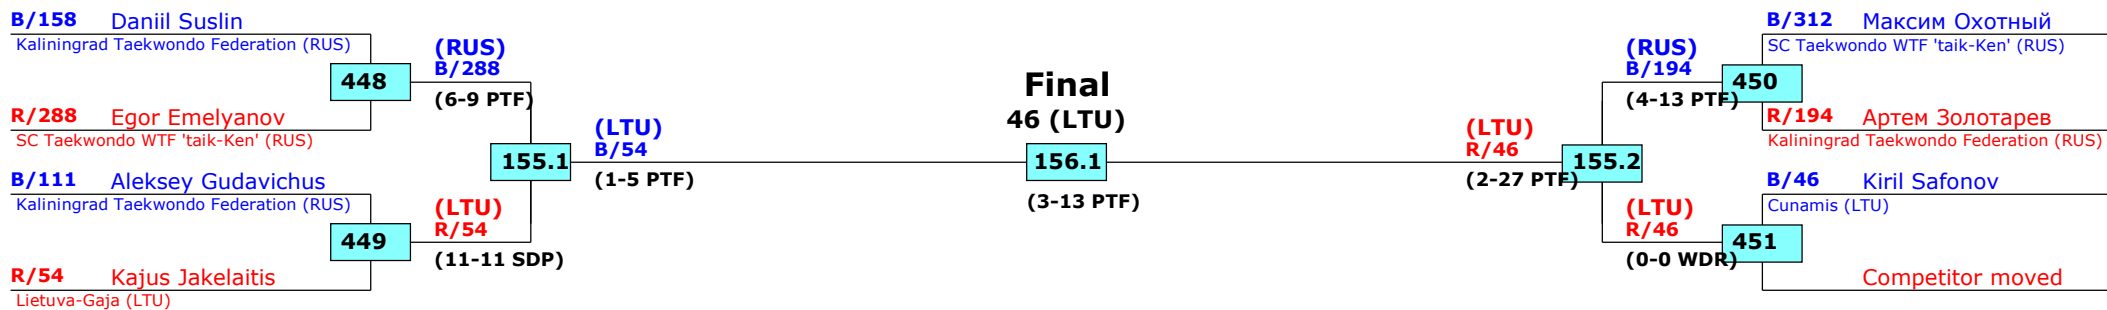 B/158 Daniil Suslin
Kaliningrad Taekwondo Federation (RUS)
448
R/288 Egor Emelyanov
SC Taekwondo WTF 'taik-Ken' (RUS)
(RUS)
B/288
(6-9 PTF)
B/111 Aleksey Gudavichus
Kaliningrad Taekwondo Federation (RUS)
449
R/54 Kajus Jakelaitis
Lietuva-Gaja (LTU)
(LTU)
R/54
(11-11 SDP)
155.1
(LTU)
B/54
(1-5 PTF)
Final
46 (LTU)
156.1
(3-13 PTF)
(LTU)
R/46
(2-27 PTF)
155.2
(RUS)
B/194
(4-13 PTF)
B/312 Максим Охотный
SC Taekwondo WTF 'taik-Ken' (RUS)
450
R/194 Артем Золотарев
Kaliningrad Taekwondo Federation (RUS)
(LTU)
R/46
(0-0 WDR)
B/46 Kiril Safonov
Cunamis (LTU)
451
Competitor moved